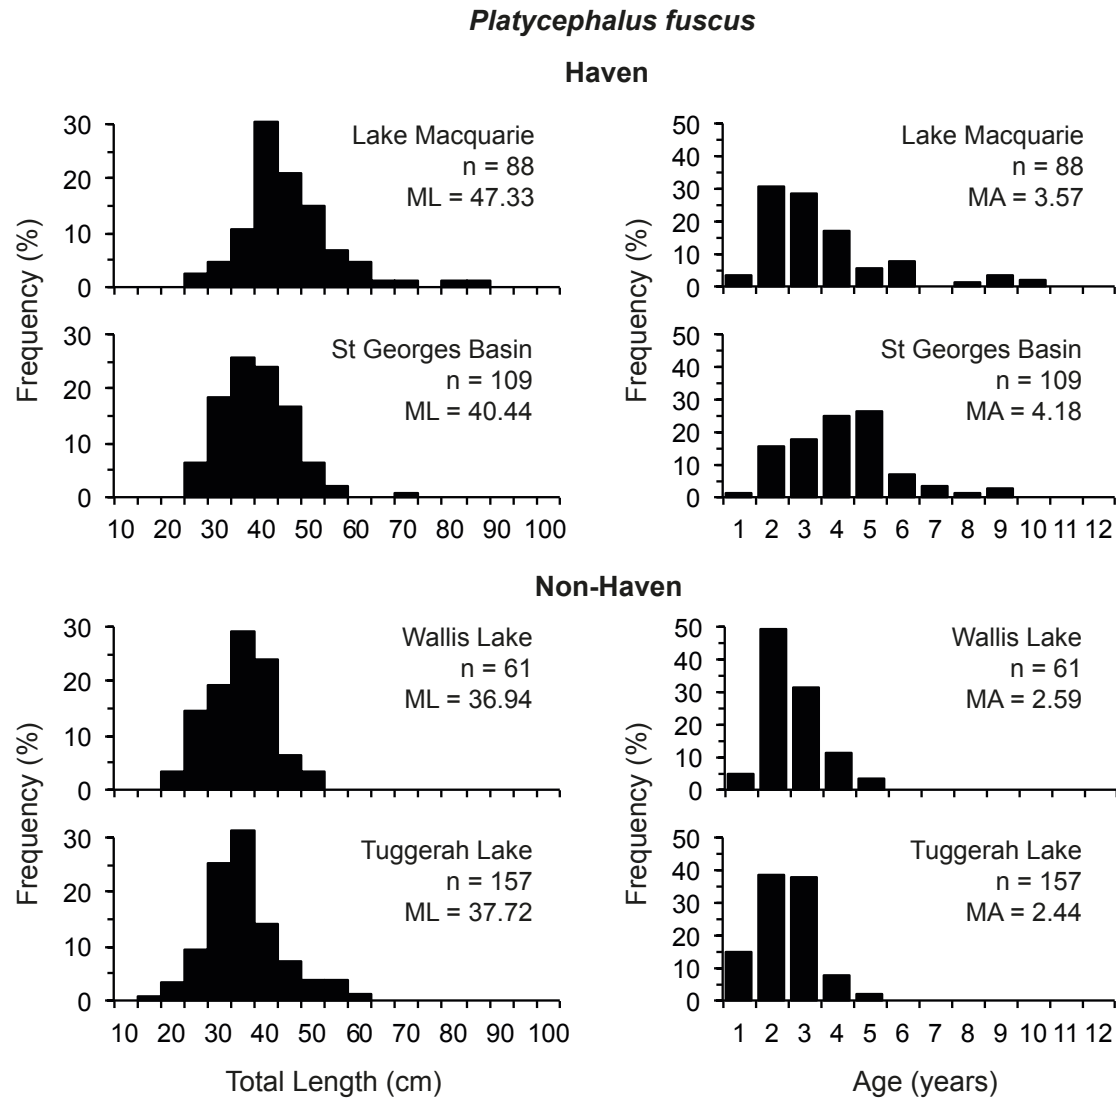 Platycephalus fuscus
Haven
Frequency (%)
30
20
10
0
Lake Macquarie
n = 88
ML = 47.33
Frequency (%)
50
40
30
20
10
0
Lake Macquarie
n = 88
MA = 3.57
Frequency (%)
30
20
10
0
St Georges Basin
n = 109
ML = 40.44
10 20 30 40 50 60 70 80 90 100
50
40
30
20
10
0
St Georges Basin
n = 109
MA = 4.18
1 2 3 4 5 6 7 8 9 10 11 12
Non-Haven
Frequency (%)
30
20
10
0
Wallis Lake
n = 61
ML = 36.94
Frequency (%)
50
40
30
20
10
0
Wallis Lake
n = 61
MA = 2.59
30
20
10
0
Tuggerah Lake
n = 157
ML = 37.72
10 20 30 40 50 60 70 80 90 100
Total Length (cm)
50
40
30
20
10
0
Tuggerah Lake
n = 157
MA = 2.44
1 2 3 4 5 6 7 8 9 10 11 12
Age (years)